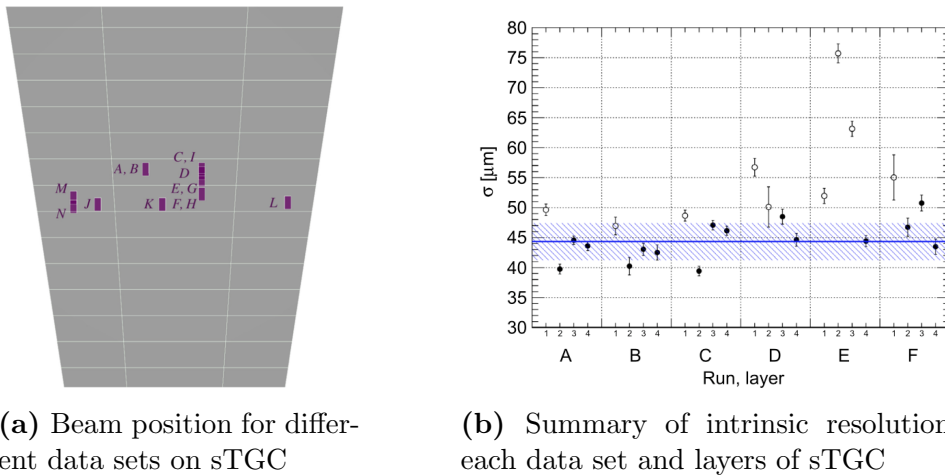 C, I
A, B
D
M
E, G
J
K
F, H
L
N
σ [μm]
80
75
70
65
60
55
50
45
40
35
30
1 2 3 4 1 2 3 4 1 2 3 4 1 2 3 4 1 2 3 4 1 2 3 4
A B C D E F
Run, layer
(a) Beam position for differ-
ent data sets on sTGC
(b) Summary of intrinsic resolution
each data set and layers of sTGC